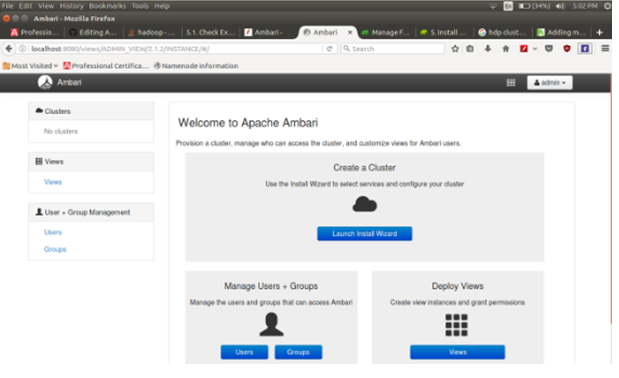 File Edit View History Bookmarks Tools Help
En (34%) 5:02 PM
Ambari - Mozilla Firefox
Professio... Editing A... hadoop -... 5.1. Check Ex... Ambari - Ambari × Manage F... 5. Install ... hdp clust... Adding m... +
localhost:8080/views/ADMIN_VIEW/2.1.2/INSTANCE/#/ Search
Most Visited Professional Certifica... Namenode information
Ambari admin
Clusters
No clusters
Views
Views
User + Group Management
Users
Groups
Welcome to Apache Ambari
Provision a cluster, manage who can access the cluster, and customize views for Ambari users.
Create a Cluster
Use the Install Wizard to select services and configure your cluster
Launch Install Wizard
Manage Users + Groups
Manage the users and groups that can access Ambari
Users Groups
Deploy Views
Create view instances and grant permissions
Views